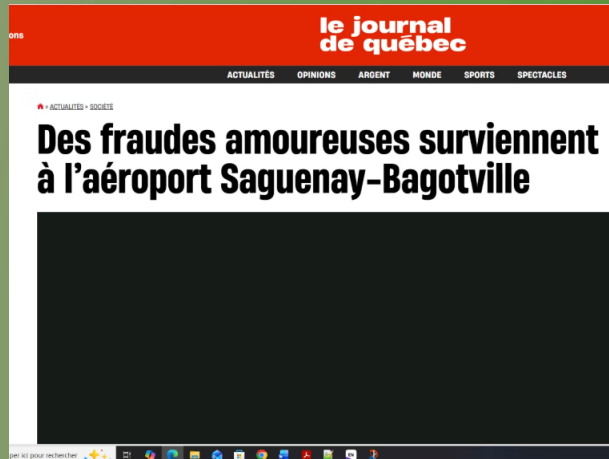 ons
le journal
de québec
ACTUALITÉS OPINIONS ARGENT MONDE SPORTS SPECTACLES
» ACTUALITÉS » SOCIÉTÉ
Des fraudes amoureuses surviennent
à l'aéroport Saguenay-Bagotville
per ici pour rechercher